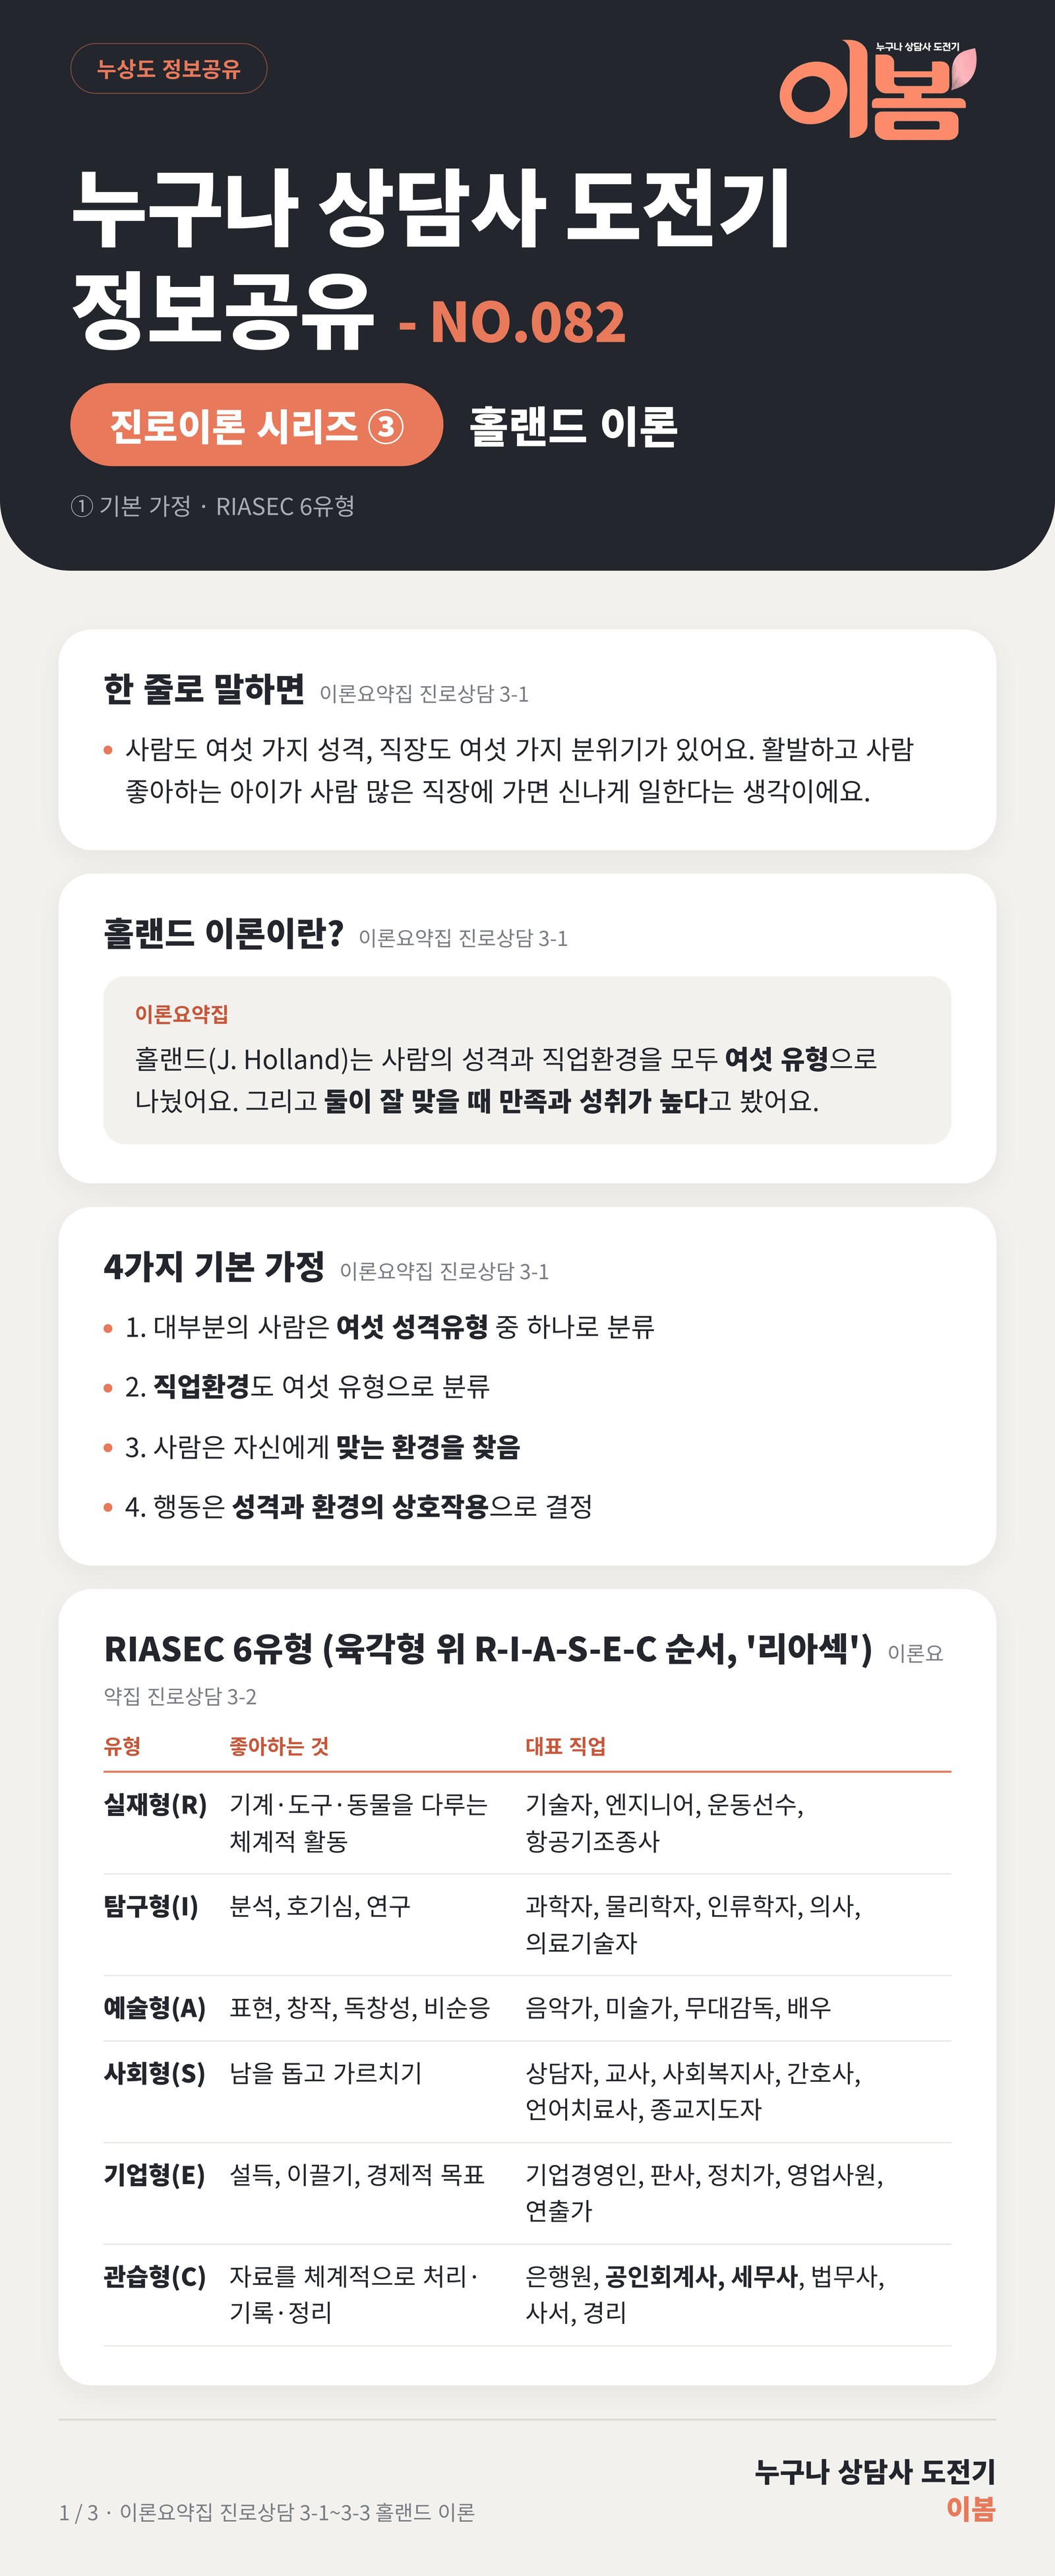 누상도 정보공유
누구나 상담사 도전기
이봄
누구나 상담사 도전기
정보공유 - NO.082
진로이론 시리즈 ③ 홀랜드 이론
① 기본 가정 · RIASEC 6유형
한 줄로 말하면 이론요약집 진로상담 3-1
• 사람도 여섯 가지 성격, 직장도 여섯 가지 분위기가 있어요. 활발하고 사람
좋아하는 아이가 사람 많은 직장에 가면 신나게 일한다는 생각이에요.
홀랜드 이론이란? 이론요약집 진로상담 3-1
이론요약집
홀랜드(J. Holland)는 사람의 성격과 직업환경을 모두 여섯 유형으로
나눴어요. 그리고 둘이 잘 맞을 때 만족과 성취가 높다고 봤어요.
4가지 기본 가정 이론요약집 진로상담 3-1
• 1. 대부분의 사람은 여섯 성격유형 중 하나로 분류
• 2. 직업환경도 여섯 유형으로 분류
• 3. 사람은 자신에게 맞는 환경을 찾음
• 4. 행동은 성격과 환경의 상호작용으로 결정
RIASEC 6유형 (육각형 위 R-I-A-S-E-C 순서, '리아섹') 이론요
약집 진로상담 3-2
유형 좋아하는 것 대표 직업
실재형(R) 기계·도구·동물을 다루는 기술자, 엔지니어, 운동선수,
체계적 활동 항공기조종사
탐구형(I) 분석, 호기심, 연구 과학자, 물리학자, 인류학자, 의사,
의료기술자
예술형(A) 표현, 창작, 독창성, 비순응 음악가, 미술가, 무대감독, 배우
사회형(S) 남을 돕고 가르치기 상담자, 교사, 사회복지사, 간호사,
언어치료사, 종교지도자
기업형(E) 설득, 이끌기, 경제적 목표 기업경영인, 판사, 정치가, 영업사원,
연출가
관습형(C) 자료를 체계적으로 처리· 은행원, 공인회계사, 세무사, 법무사,
기록·정리 사서, 경리
누구나 상담사 도전기
1 / 3 · 이론요약집 진로상담 3-1~3-3 홀랜드 이론 이봄